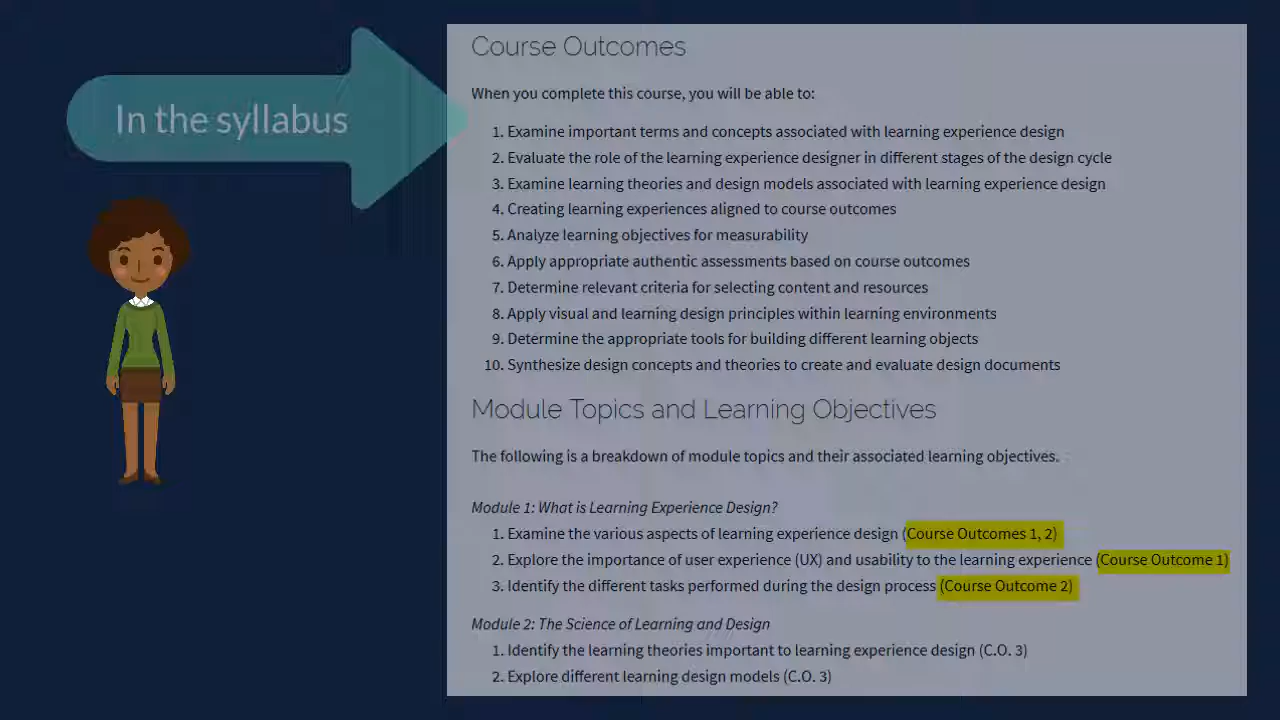 In the syllabus
Course Outcomes
When you complete this course, you will be able to:
1. Examine important terms and concepts associated with learning experience design
2. Evaluate the role of the learning experience designer in different stages of the design cycle
3. Examine learning theories and design models associated with learning experience design
4. Creating learning experiences aligned to course outcomes
5. Analyze learning objectives for measurability
6. Apply appropriate authentic assessments based on course outcomes
7. Determine relevant criteria for selecting content and resources
8. Apply visual and learning design principles within learning environments
9. Determine the appropriate tools for building different learning objects
10. Synthesize design concepts and theories to create and evaluate design documents
Module Topics and Learning Objectives
The following is a breakdown of module topics and their associated learning objectives.
Module 1: What is Learning Experience Design?
1. Examine the various aspects of learning experience design (Course Outcomes 1, 2)
2. Explore the importance of user experience (UX) and usability to the learning experience (Course Outcome 1)
3. Identify the different tasks performed during the design process (Course Outcome 2)
Module 2: The Science of Learning and Design
1. Identify the learning theories important to learning experience design (C.O. 3)
2. Explore different learning design models (C.O. 3)